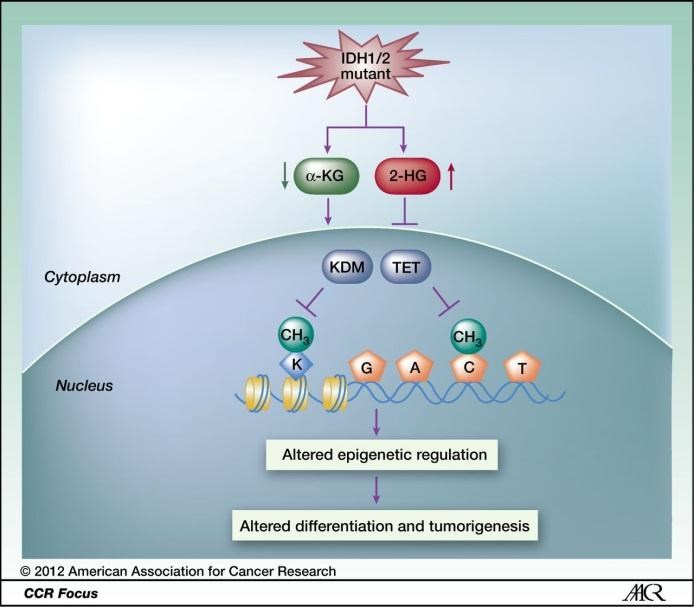 IDH1/2
mutant
α-KG
2-HG
KDM
TET
Cytoplasm
CH₃
CH₃
K
G
A
C
T
Nucleus
Altered epigenetic regulation
Altered differentiation and tumorigenesis
© 2012 American Association for Cancer Research
CCR Focus
AACR